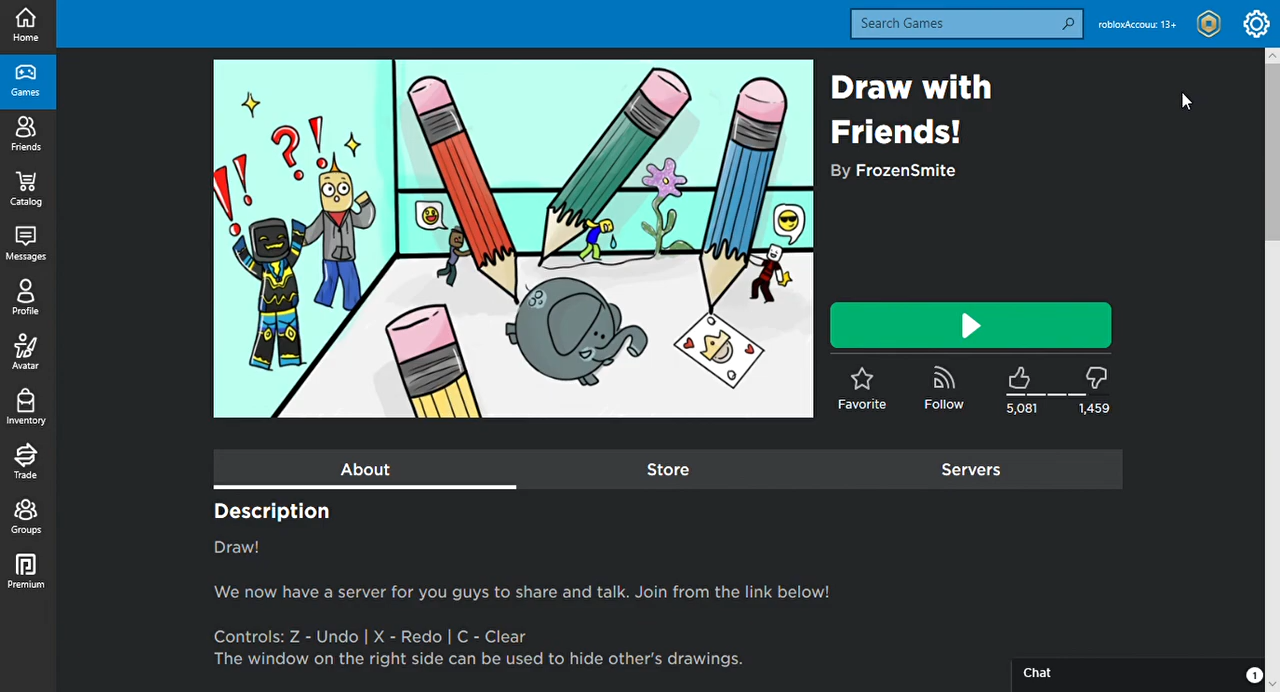 Home
Games
Friends
Catalog
Messages
Profile
Avatar
Inventory
Trade
Groups
Premium
Search Games
robloxAccouu: 13+
Draw with
Friends!
By FrozenSmite
Favorite
Follow
5,081
1,459
About
Store
Servers
Description
Draw!
We now have a server for you guys to share and talk. Join from the link below!
Controls: Z - Undo | X - Redo | C - Clear
The window on the right side can be used to hide other's drawings.
Chat
1